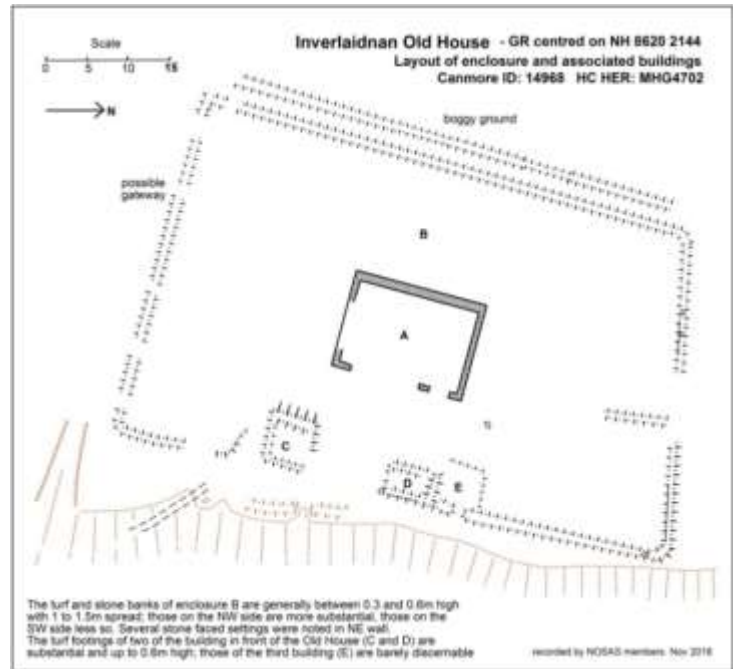 Scale
0 5 10 15
N
Inverlaidnan Old House - GR centred on NH 8620 2144
Layout of enclosure and associated buildings
Canmore ID: 14968 HC HER: MHG4702
boggy ground
possible
gateway
B
A
C
D
E
The turf and stone banks of enclosure B are generally between 0.3 and 0.6m high
with 1 to 1.5m spread; those on the NW side are more substantial, those on the
SW side less so. Several stone faced settings were noted in NE wall.
The turf footings of two of the building in front of the Old House (C and D) are
substantial and up to 0.6m high; those of the third building (E) are barely discernable
recorded by NOSAS members Nov 2016